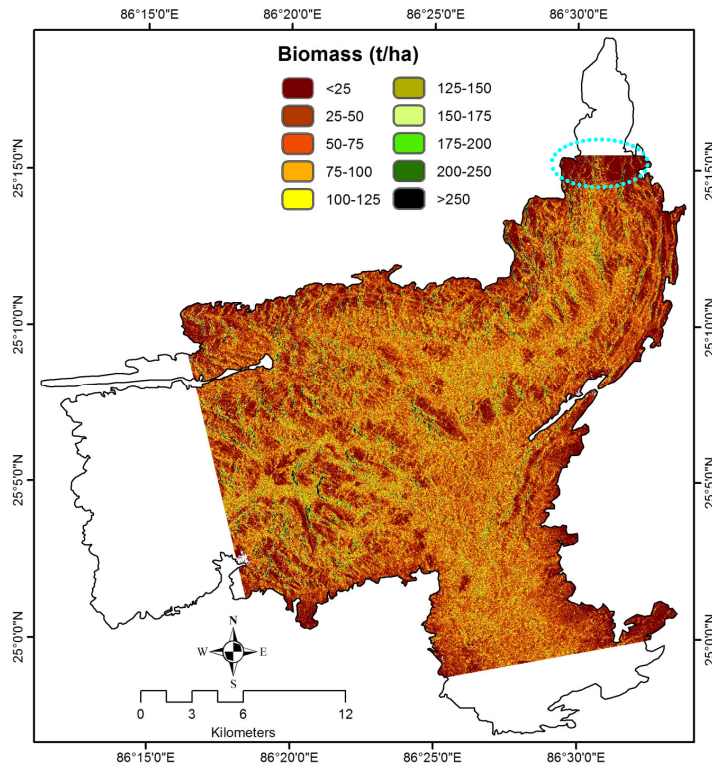 86°15'0"E 86°20'0"E 86°25'0"E 86°30'0"E
Biomass (t/ha)
<25 125-150
25-50 150-175
50-75 175-200
75-100 200-250
100-125 >250
25°15'0"N 25°15'0"N
25°10'0"N 25°10'0"N
25°5'0"N 25°5'0"N
25°0'0"N 25°0'0"N
N
W E
S
0 3 6 12
Kilometers
86°15'0"E 86°20'0"E 86°25'0"E 86°30'0"E